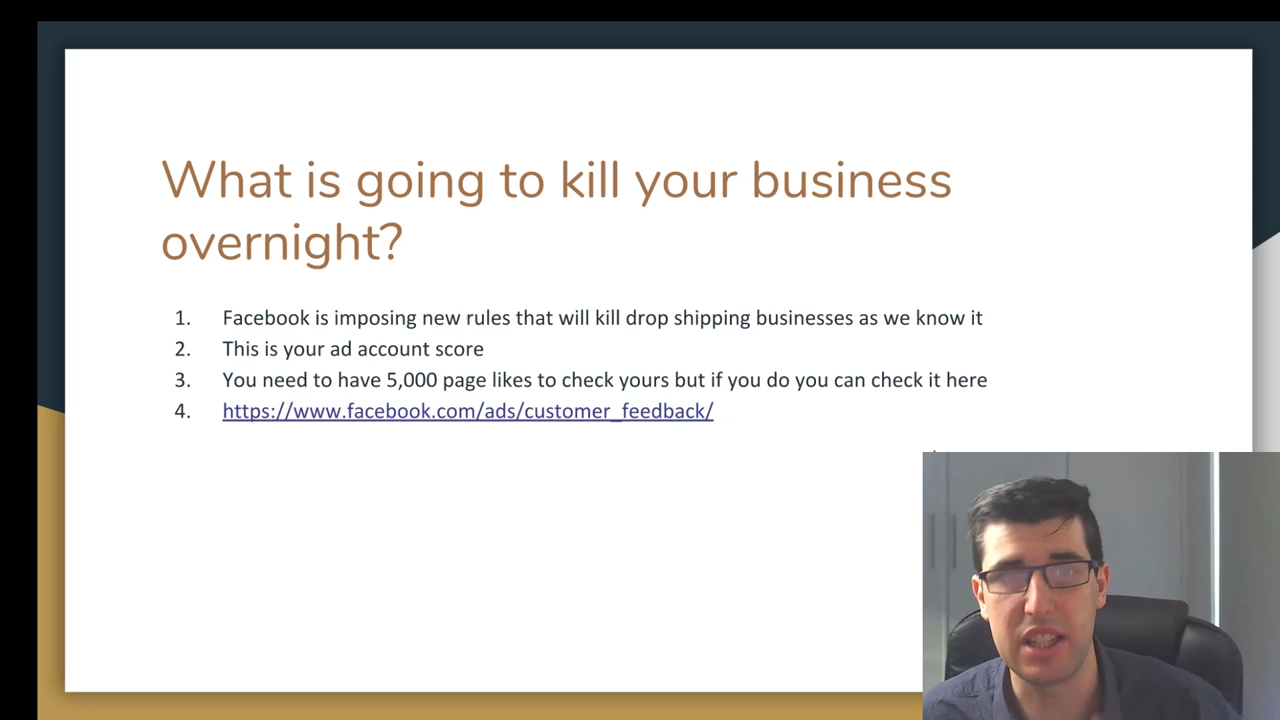 What is going to kill your business
overnight?
1. Facebook is imposing new rules that will kill drop shipping businesses as we know it
2. This is your ad account score
3. You need to have 5,000 page likes to check yours but if you do you can check it here
4. https://www.facebook.com/ads/customer_feedback/